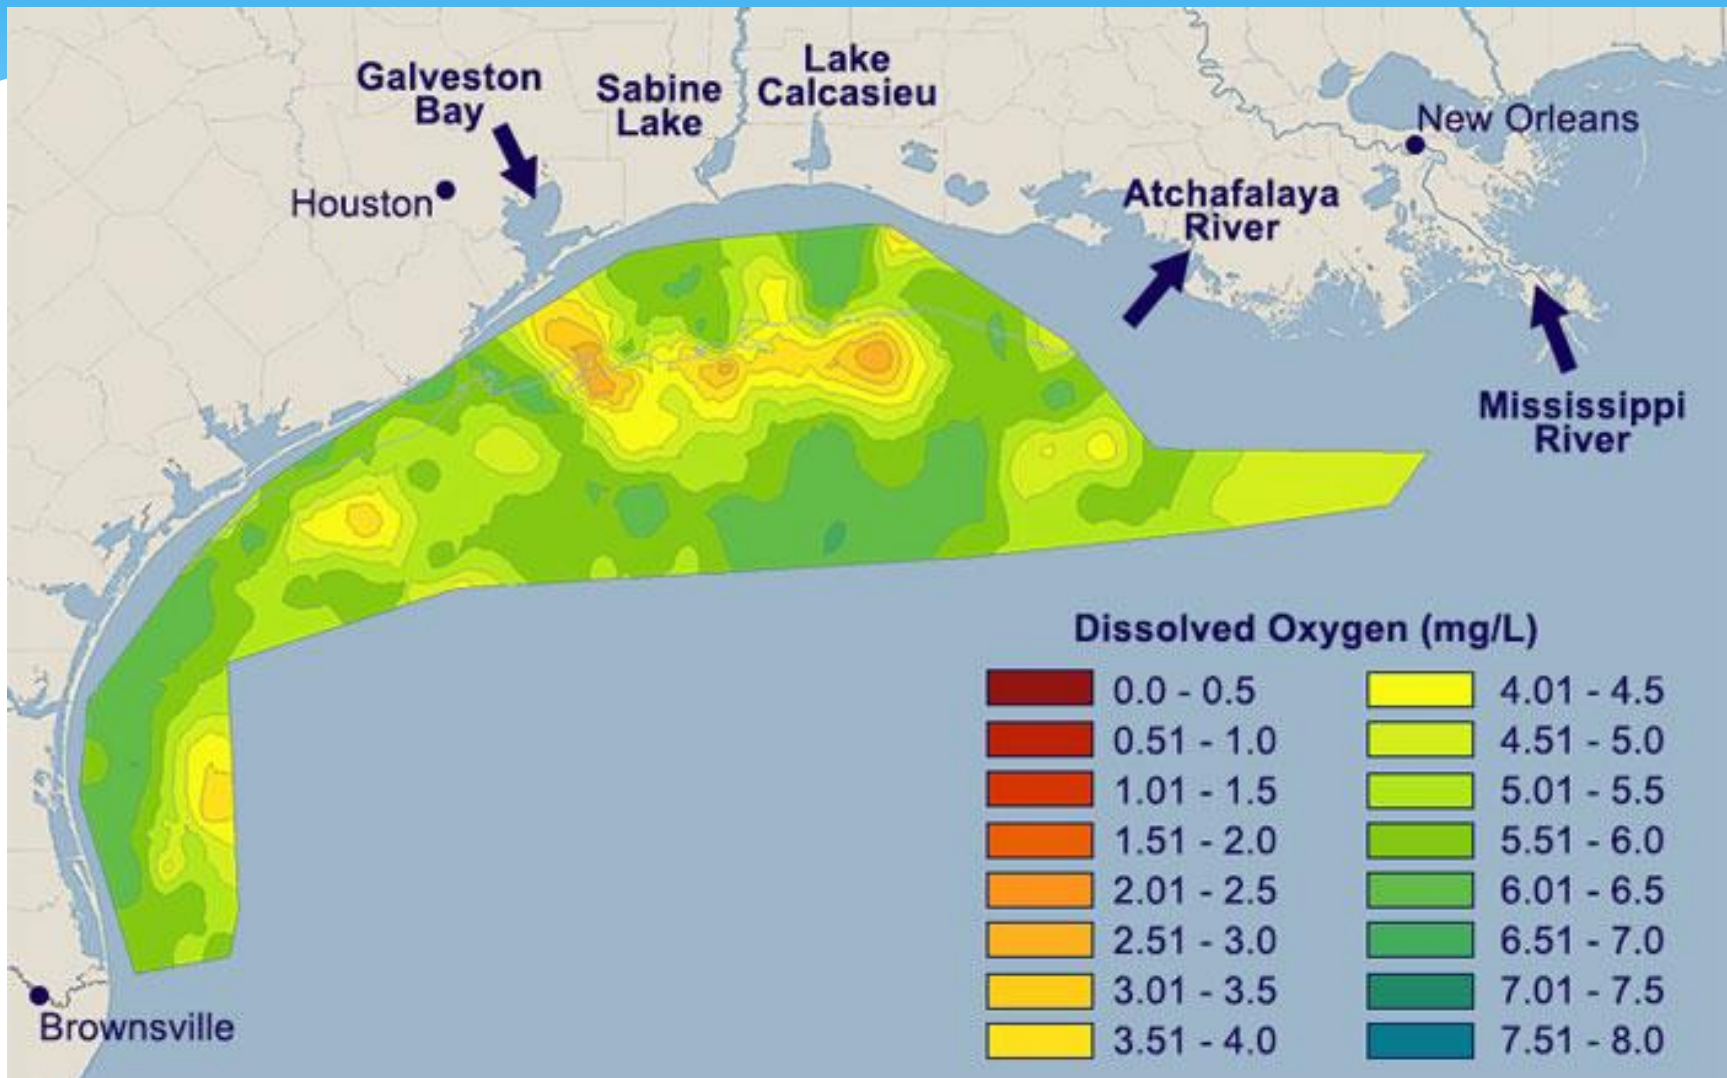 Galveston
Bay
Sabine
Lake
Lake
Calcasieu
New Orleans
Houston
Atchafalaya
River
Mississippi
River
Brownsville
Dissolved Oxygen (mg/L)
0.0 - 0.5
0.51 - 1.0
1.01 - 1.5
1.51 - 2.0
2.01 - 2.5
2.51 - 3.0
3.01 - 3.5
3.51 - 4.0
4.01 - 4.5
4.51 - 5.0
5.01 - 5.5
5.51 - 6.0
6.01 - 6.5
6.51 - 7.0
7.01 - 7.5
7.51 - 8.0